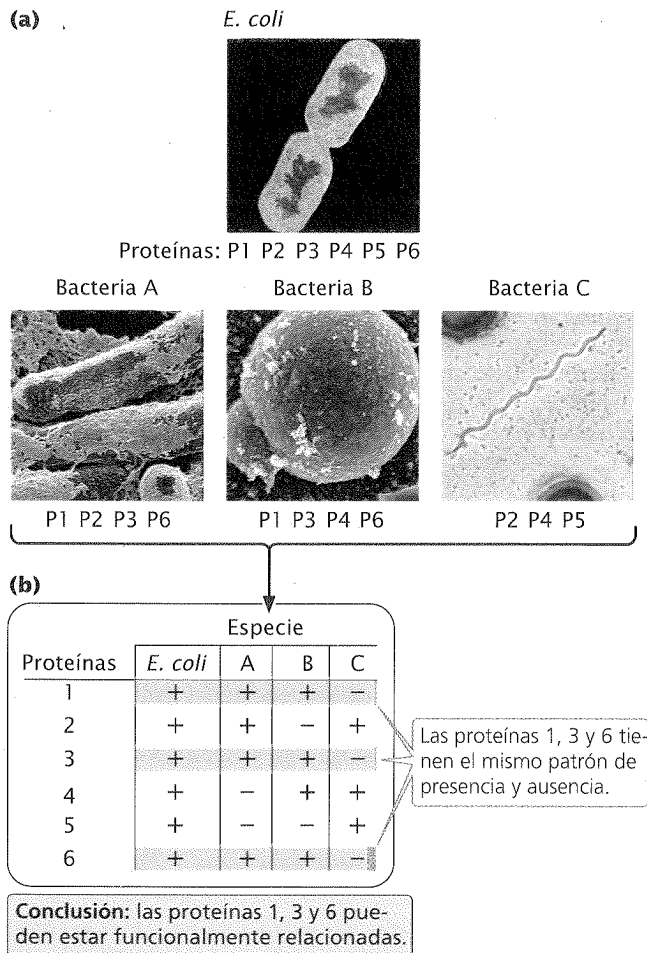 (a)
E. coli
Proteínas: P1 P2 P3 P4 P5 P6
Bacteria A Bacteria B Bacteria C
P1 P2 P3 P6 P1 P3 P4 P6 P2 P4 P5
(b)
Especie
Proteínas E. coli A B C
1 + + + −
2 + + − +
3 + + + −
4 + − + +
5 + − − +
6 + + + −
Las proteínas 1, 3 y 6 tie-
nen el mismo patrón de
presencia y ausencia.
Conclusión: las proteínas 1, 3 y 6 pue-
den estar funcionalmente relacionadas.